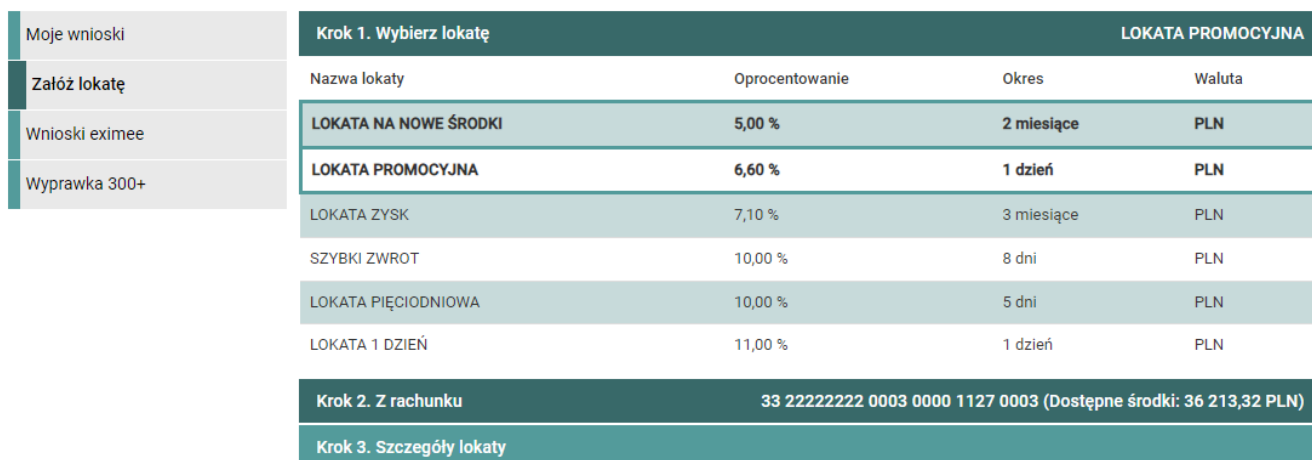 Moje wnioski
Załóż lokatę
Wnioski eximee
Wyprawka 300+
Krok 1. Wybierz lokatę LOKATA PROMOCYJNA
Nazwa lokaty Oprocentowanie Okres Waluta
LOKATA NA NOWE ŚRODKI 5,00 % 2 miesiące PLN
LOKATA PROMOCYJNA 6,60 % 1 dzień PLN
LOKATA ZYSK 7,10 % 3 miesiące PLN
SZYBKI ZWROT 10,00 % 8 dni PLN
LOKATA PIĘCIODNIOWA 10,00 % 5 dni PLN
LOKATA 1 DZIEŃ 11,00 % 1 dzień PLN
Krok 2. Z rachunku 33 22222222 0003 0000 1127 0003 (Dostępne środki: 36 213,32 PLN)
Krok 3. Szczegóły lokaty